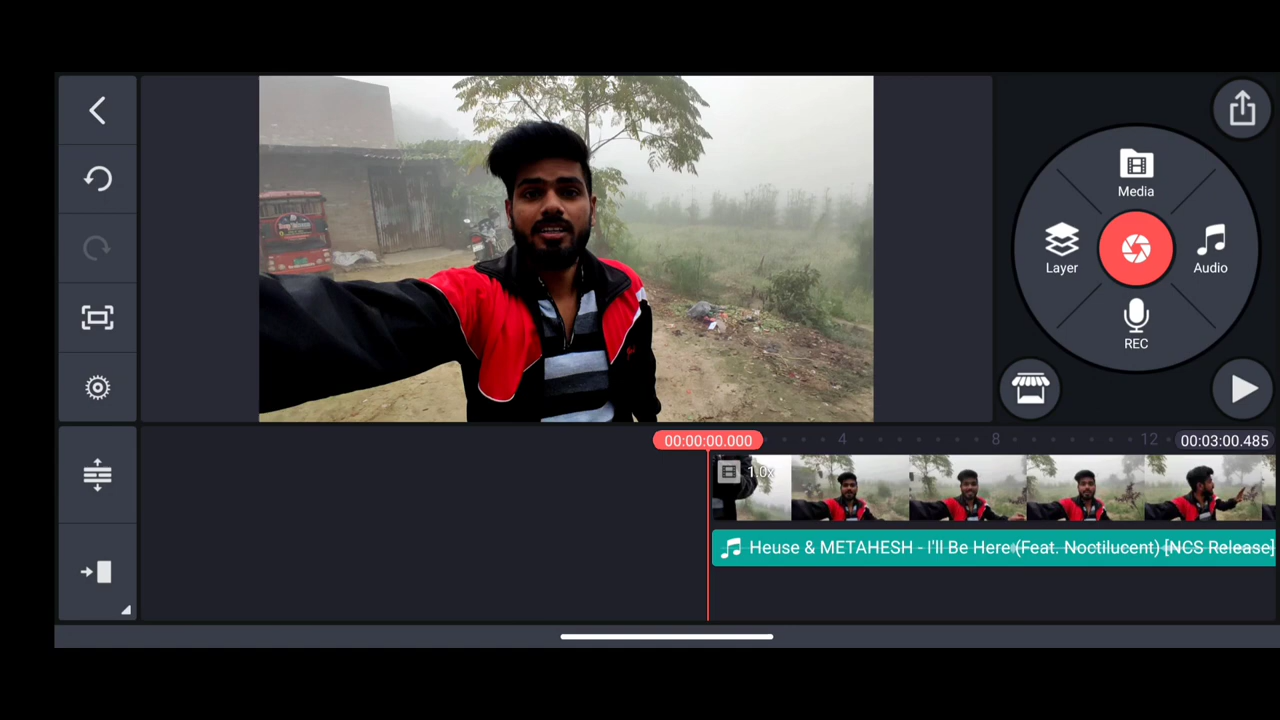 Media
Layer
Audio
REC
00:00:00.000
4
8
12
00:03:00.485
1.0x
Heuse & METAHESH - I'll Be Here (Feat. Noctilucent) [NCS Release]